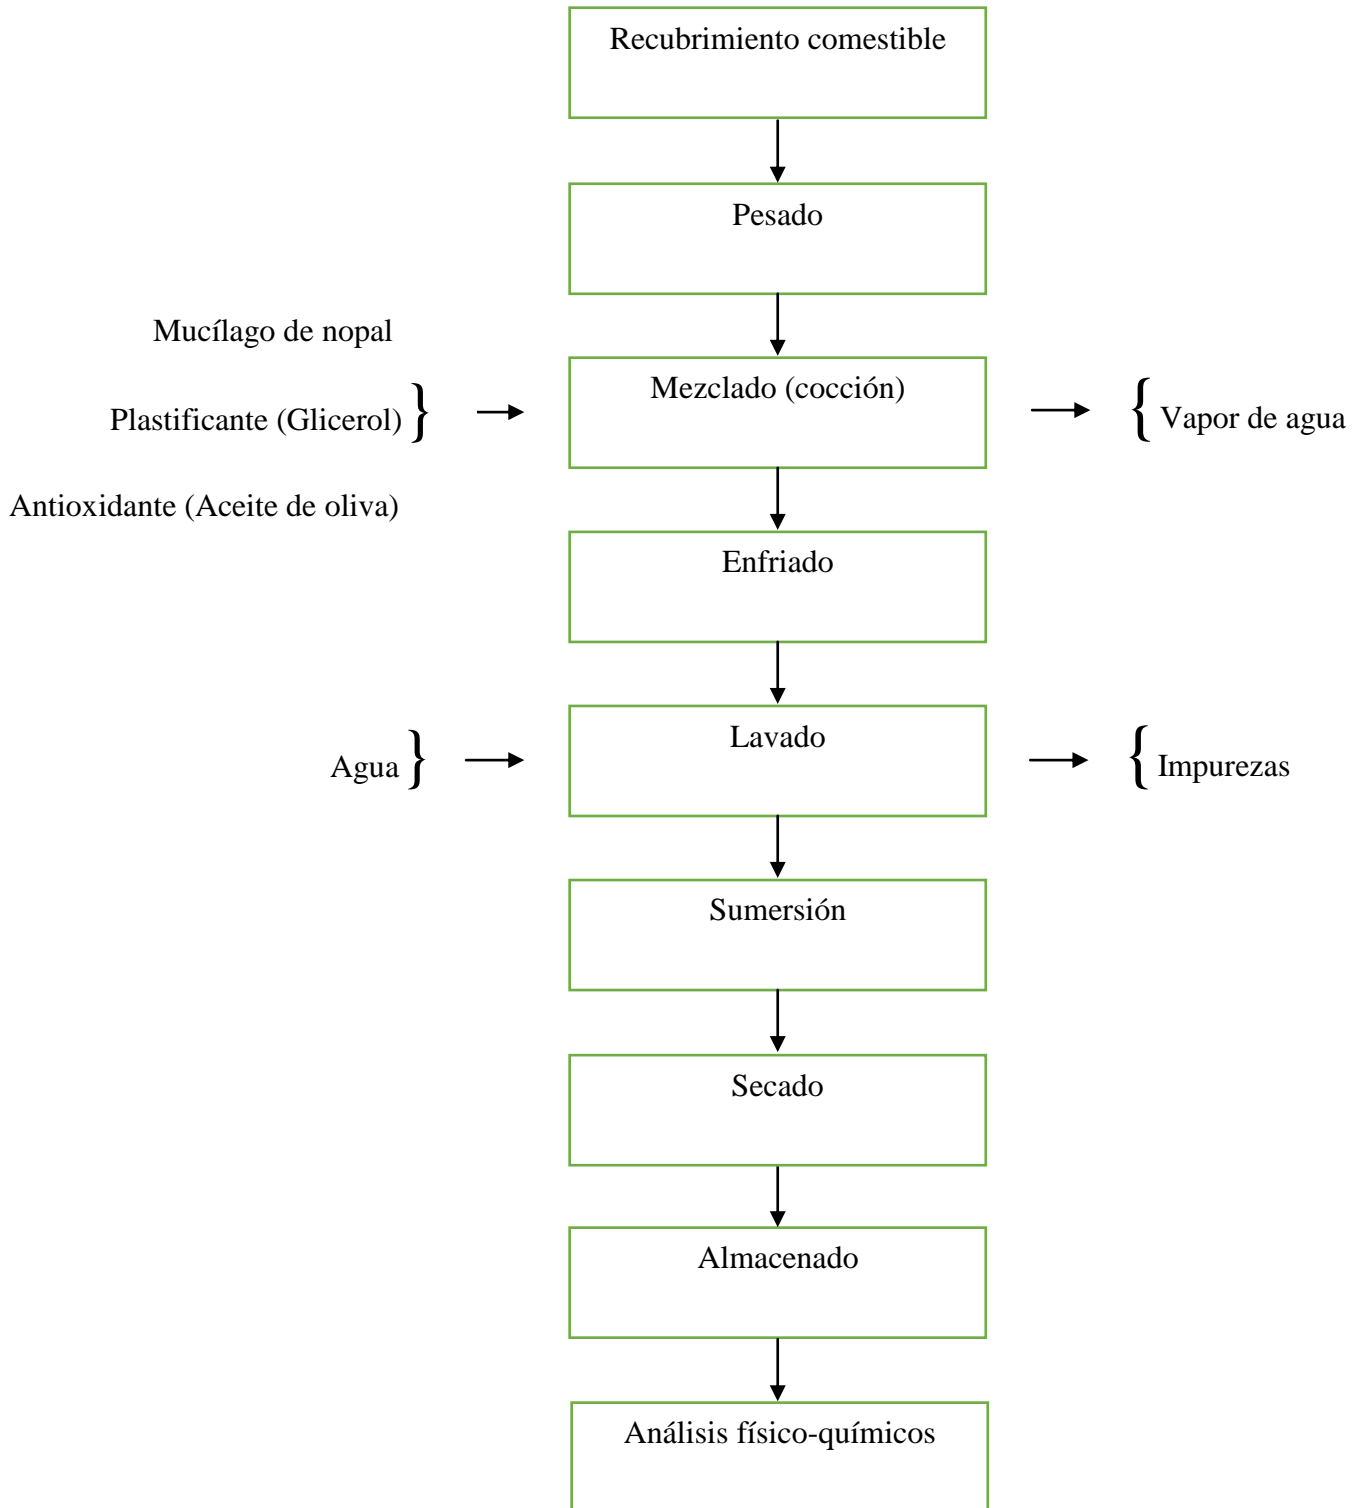 Recubrimiento comestible
Pesado
Mucílago de nopal
Plastificante (Glicerol) }
Antioxidante (Aceite de oliva)
Mezclado (cocción)
{ Vapor de agua
Enfriado
Agua }
Lavado
{ Impurezas
Sumersión
Secado
Almacenado
Análisis físico-químicos